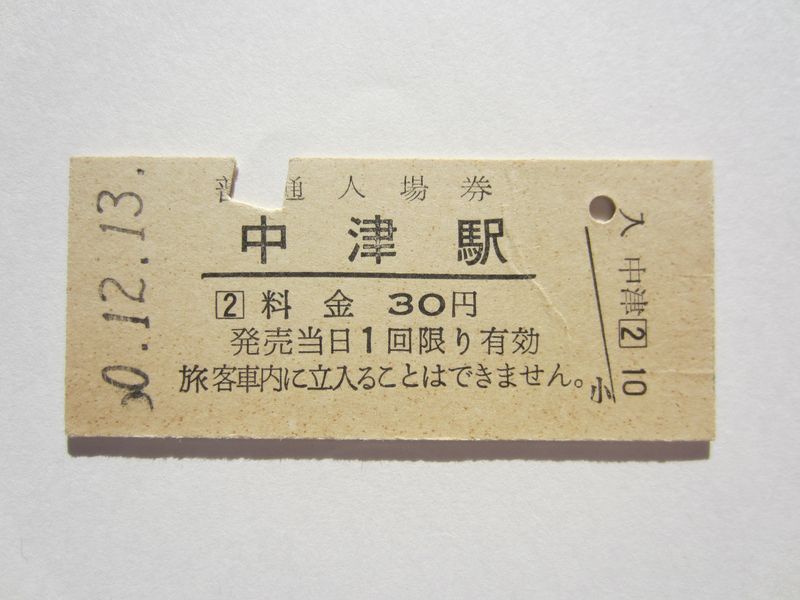 0.12.13.
普通入場券
中津駅
2 料金 30円
発売当日1回限り有効
旅客車内に立入ることはできません。
入 中津 2 10
小